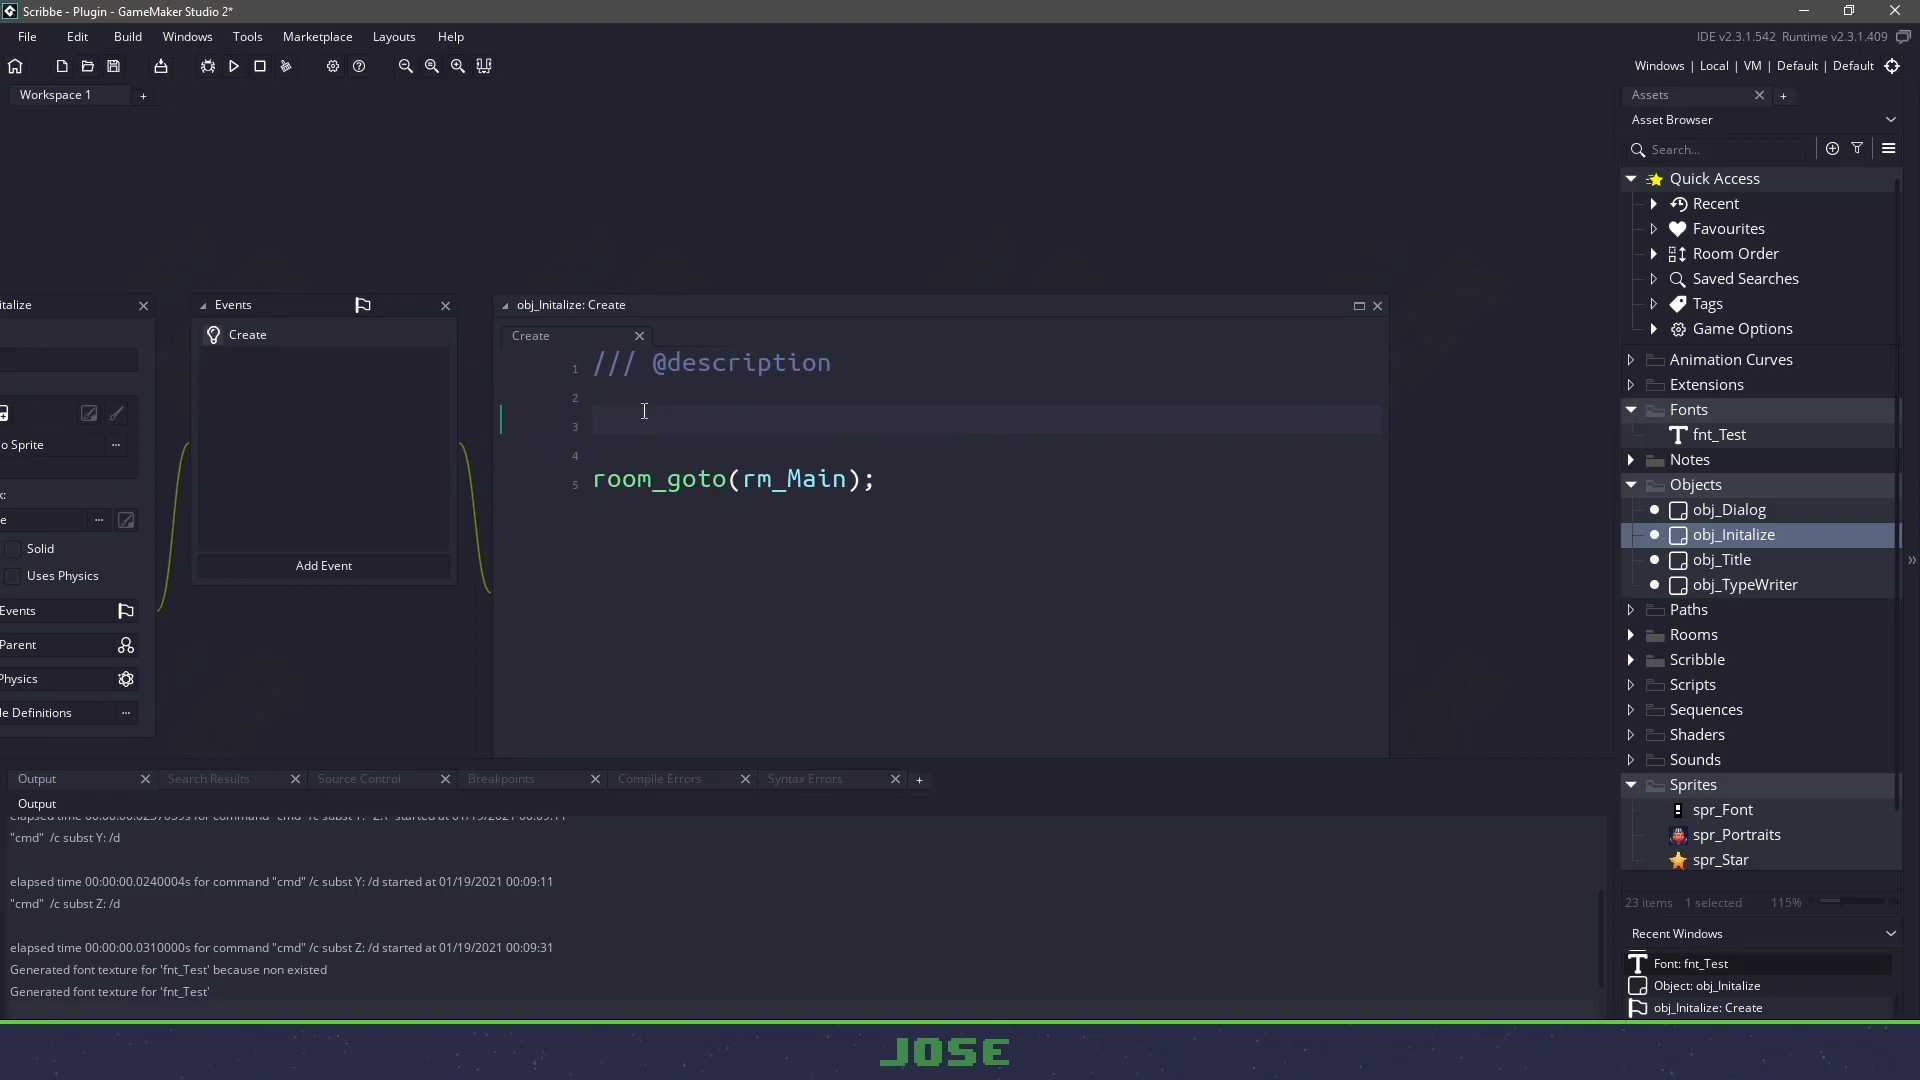 Scribbe - Plugin - GameMaker Studio 2*
File Edit Build Windows Tools Marketplace Layouts Help
IDE v2.3.1.542 Runtime v2.3.1.409
Windows | Local | VM | Default | Default
Workspace 1
Assets
Asset Browser
Search...
Quick Access
Recent
Favourites
Room Order
Saved Searches
Tags
Game Options
Animation Curves
Extensions
Fonts
fnt_Test
Notes
Objects
obj_Dialog
obj_Initalize
obj_Title
obj_TypeWriter
Paths
Rooms
Scribble
Scripts
Sequences
Shaders
Sounds
Sprites
spr_Font
spr_Portraits
spr_Star
23 items 1 selected 115%
Recent Windows
Font: fnt_Test
Object: obj_Initalize
obj_Initalize: Create
italize
o Sprite
k:
e
Solid
Uses Physics
Events
Parent
Physics
le Definitions
Events
Create
Add Event
obj_Initalize: Create
Create
1 /// @description
2
3
4
5 room_goto(rm_Main);
Output Search Results Source Control Breakpoints Compile Errors Syntax Errors
Output
"cmd" /c subst Y: /d
elapsed time 00:00:00.0240004s for command "cmd" /c subst Y: /d started at 01/19/2021 00:09:11
"cmd" /c subst Z: /d
elapsed time 00:00:00.0310000s for command "cmd" /c subst Z: /d started at 01/19/2021 00:09:31
Generated font texture for 'fnt_Test' because non existed
Generated font texture for 'fnt_Test'
JOSE